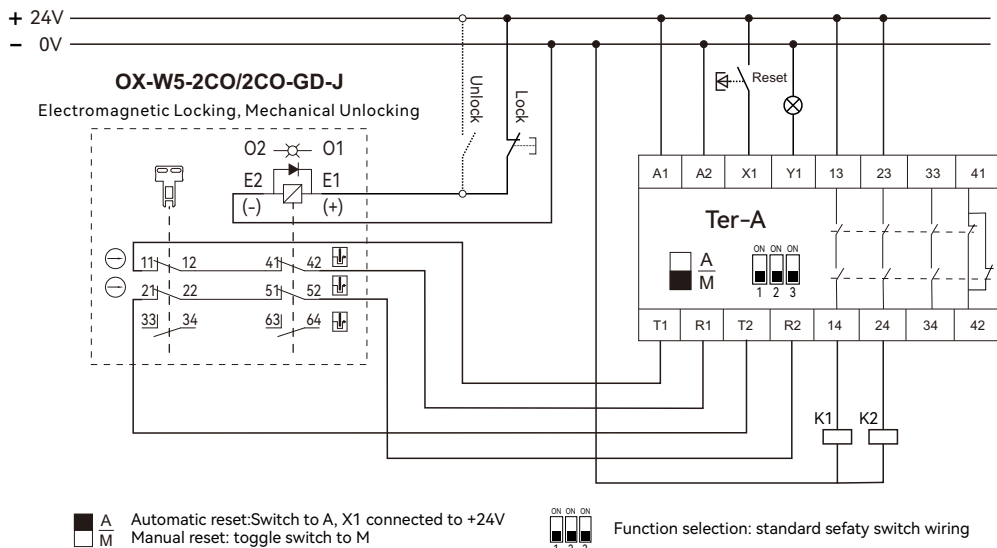 + 24V
− 0V
OX-W5-2CO/2CO-GD-J
Electromagnetic Locking, Mechanical Unlocking
Unlock
Lock
Reset
O2 O1
E2 E1
(-) (+)
11 12 41 42
21 22 51 52
33 34 63 64
A1 A2 X1 Y1 13 23 33 41
Ter-A
A
M
ON ON ON
1 2 3
T1 R1 T2 R2 14 24 34 42
K1 K2
A
M
Automatic reset:Switch to A, X1 connected to +24V
Manual reset: toggle switch to M
ON ON ON
1 2 3
Function selection: standard sefaty switch wiring